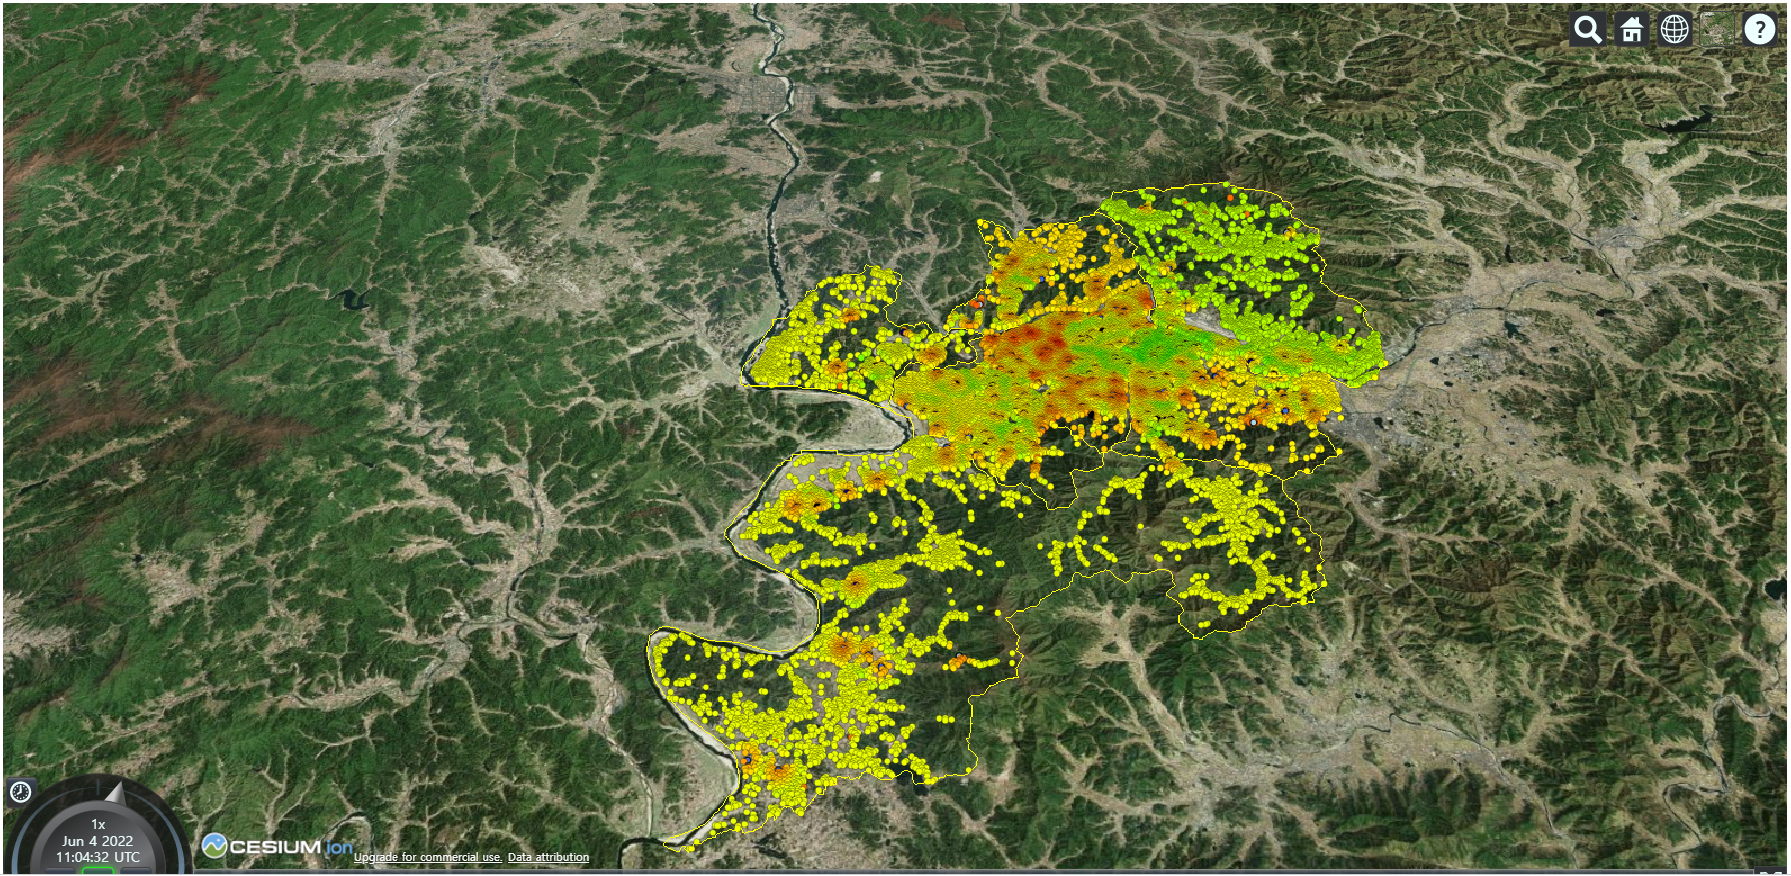 ?
1x
Jun 4 2022
11:04:32 UTC
CESIUM ion
Upgrade for commercial use. Data attribution